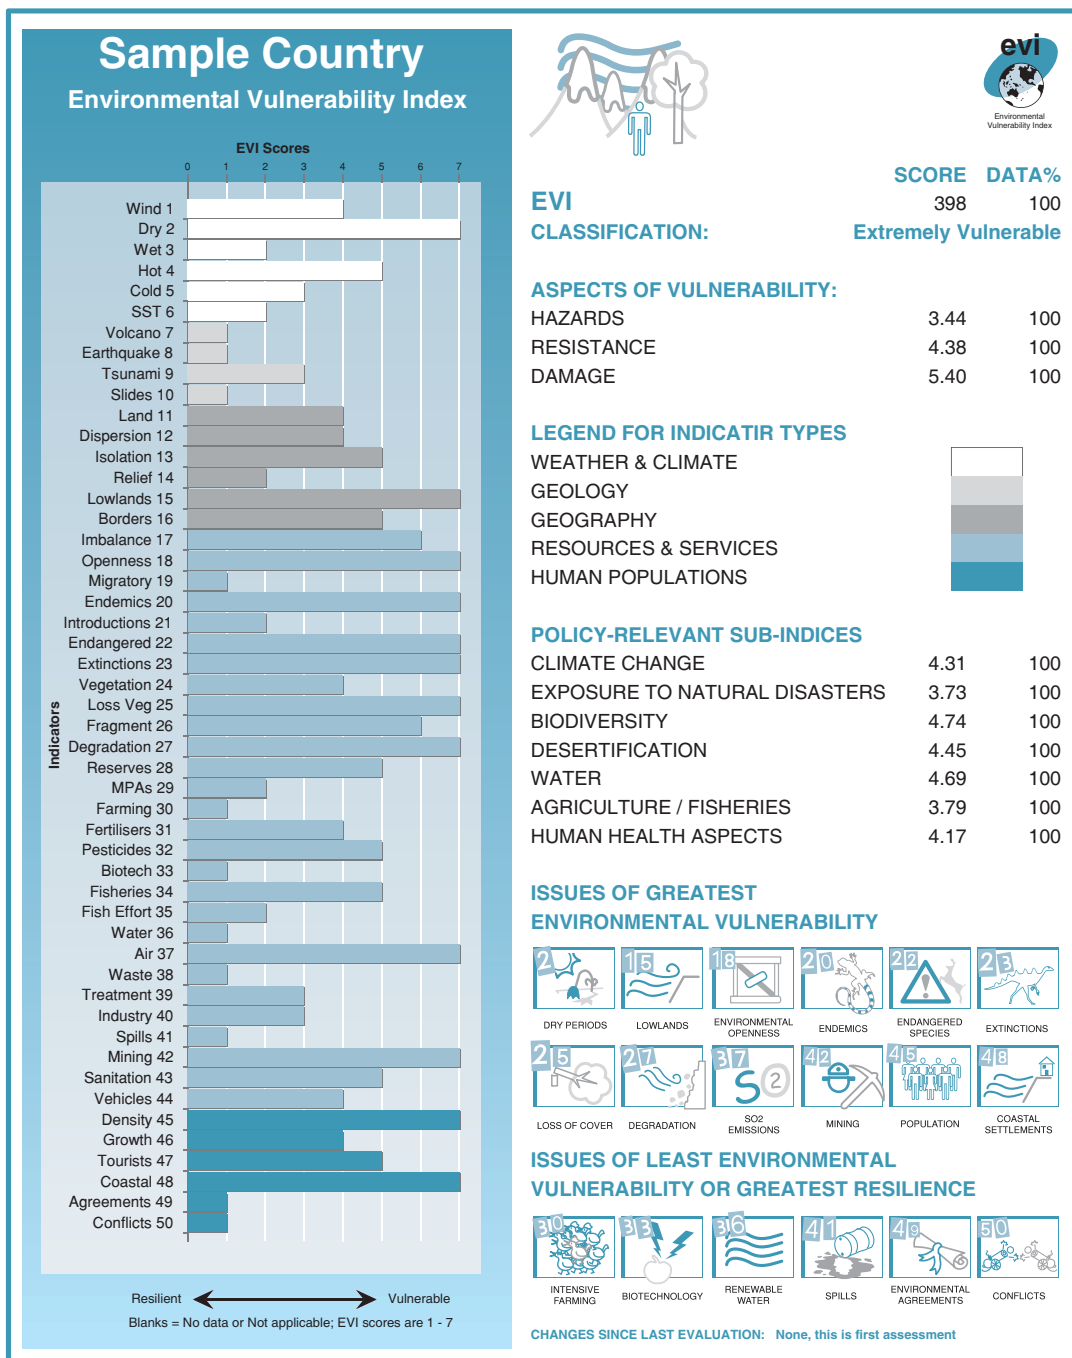 Sample Country
Environmental Vulnerability Index
EVI Scores
0 1 2 3 4 5 6 7
Indicators
Wind 1
Dry 2
Wet 3
Hot 4
Cold 5
SST 6
Volcano 7
Earthquake 8
Tsunami 9
Slides 10
Land 11
Dispersion 12
Isolation 13
Relief 14
Lowlands 15
Borders 16
Imbalance 17
Openness 18
Migratory 19
Endemics 20
Introductions 21
Endangered 22
Extinctions 23
Vegetation 24
Loss Veg 25
Fragment 26
Degradation 27
Reserves 28
MPAs 29
Farming 30
Fertilisers 31
Pesticides 32
Biotech 33
Fisheries 34
Fish Effort 35
Water 36
Air 37
Waste 38
Treatment 39
Industry 40
Spills 41
Mining 42
Sanitation 43
Vehicles 44
Density 45
Growth 46
Tourists 47
Coastal 48
Agreements 49
Conflicts 50
Resilient Vulnerable
Blanks = No data or Not applicable; EVI scores are 1 - 7
evi
Environmental
Vulnerability Index
SCORE DATA%
EVI 398 100
CLASSIFICATION: Extremely Vulnerable
ASPECTS OF VULNERABILITY:
HAZARDS 3.44 100
RESISTANCE 4.38 100
DAMAGE 5.40 100
LEGEND FOR INDICATIR TYPES
WEATHER & CLIMATE
GEOLOGY
GEOGRAPHY
RESOURCES & SERVICES
HUMAN POPULATIONS
POLICY-RELEVANT SUB-INDICES
CLIMATE CHANGE 4.31 100
EXPOSURE TO NATURAL DISASTERS 3.73 100
BIODIVERSITY 4.74 100
DESERTIFICATION 4.45 100
WATER 4.69 100
AGRICULTURE / FISHERIES 3.79 100
HUMAN HEALTH ASPECTS 4.17 100
ISSUES OF GREATEST
ENVIRONMENTAL VULNERABILITY
2 15 18 20 22 23
DRY PERIODS LOWLANDS ENVIRONMENTAL OPENNESS ENDEMICS ENDANGERED SPECIES EXTINCTIONS
25 27 37 42 45 48
SO2
LOSS OF COVER DEGRADATION SO2 EMISSIONS MINING POPULATION COASTAL SETTLEMENTS
ISSUES OF LEAST ENVIRONMENTAL
VULNERABILITY OR GREATEST RESILIENCE
30 33 36 41 49 50
INTENSIVE FARMING BIOTECHNOLOGY RENEWABLE WATER SPILLS ENVIRONMENTAL AGREEMENTS CONFLICTS
CHANGES SINCE LAST EVALUATION: None, this is first assessment